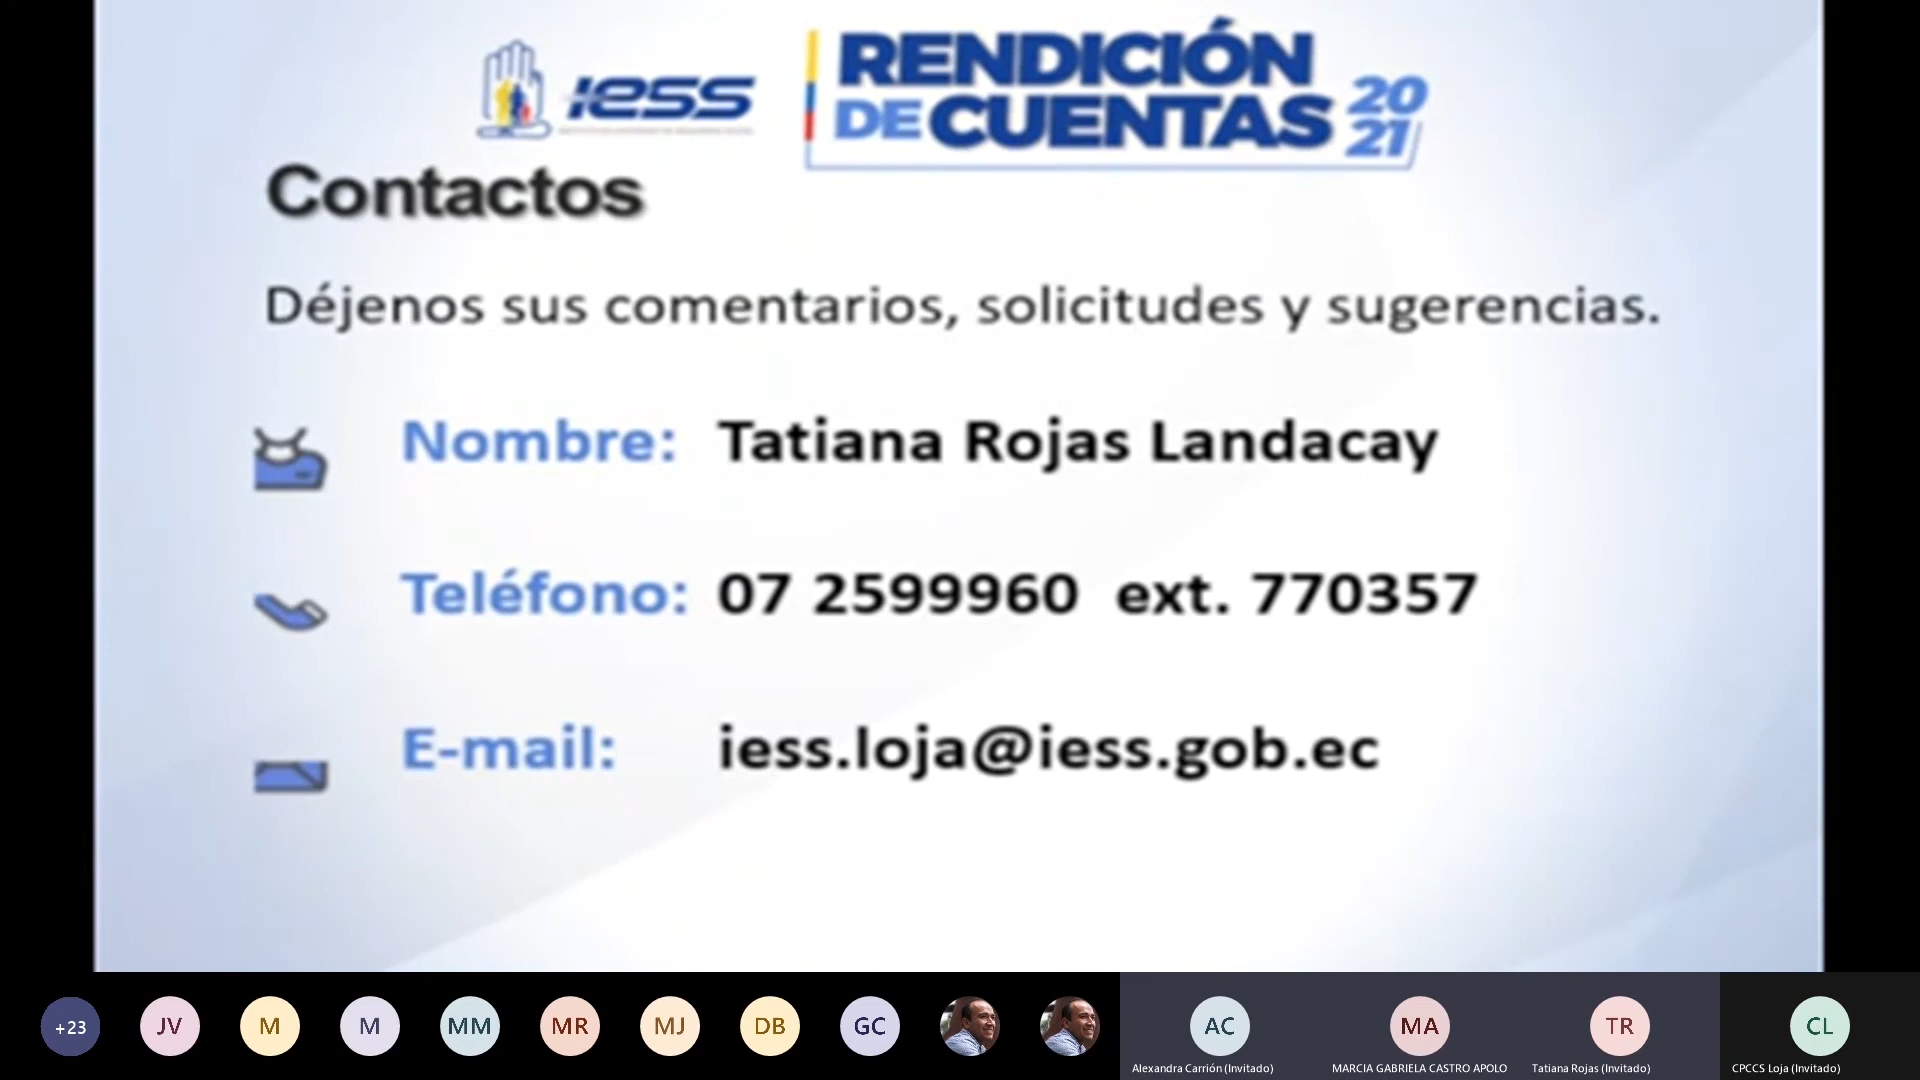 iess
RENDICIÓN
DE CUENTAS 2021
Contactos
Déjenos sus comentarios, solicitudes y sugerencias.
Nombre: Tatiana Rojas Landacay
Teléfono: 07 2599960 ext. 770357
E-mail: iess.loja@iess.gob.ec
+23 JV M M MM MR MJ DB GC AC MA TR CL
Alexandra Carrión (Invitado) MARCIA GABRIELA CASTRO APOLO Tatiana Rojas (Invitado) CPCCS Loja (Invitado)